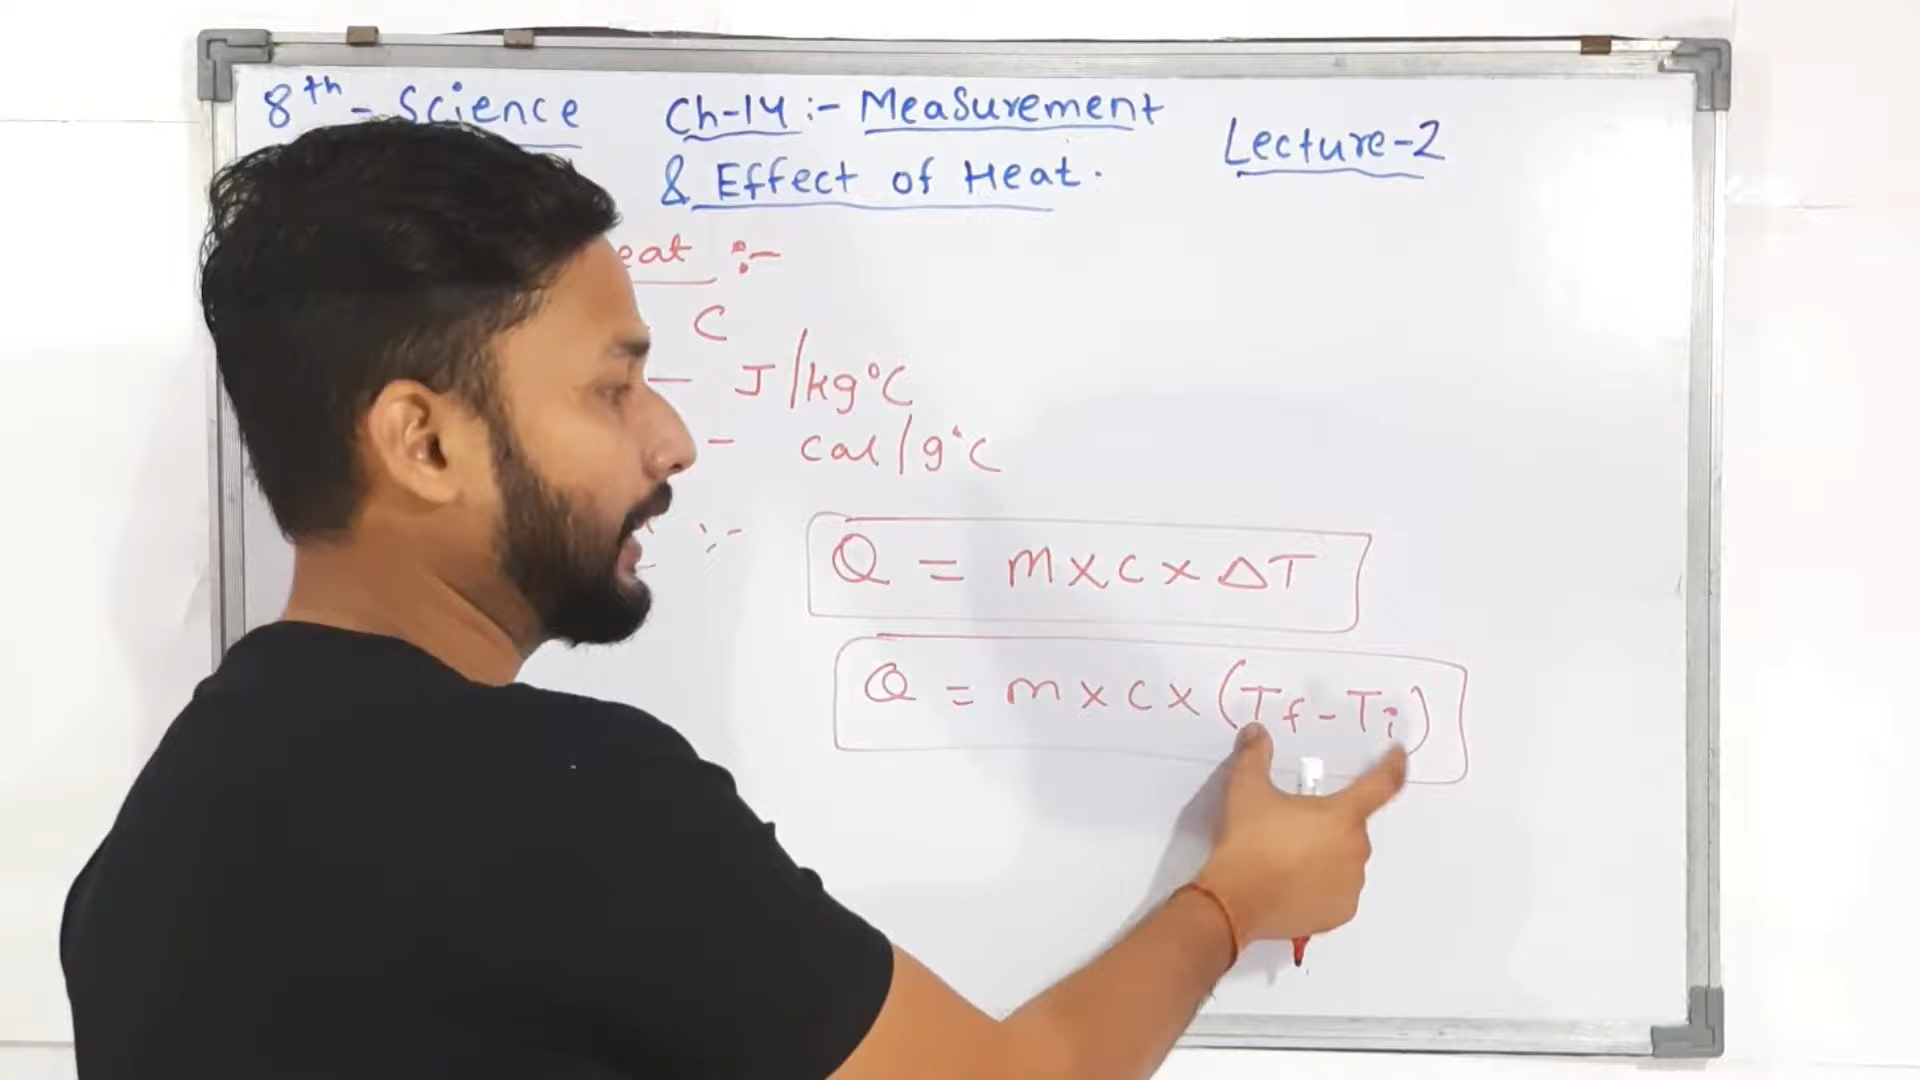 8th - Science
Ch-14 :- Measurement
& Effect of Heat.
Lecture-2
eat :-
C
— J/kg°C
- cal/g°C
:-
Q = m x c x ΔT
Q = m x c x (Tf - Ti)